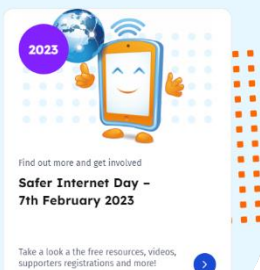 2023
Find out more and get involved
Safer Internet Day –
7th February 2023
Take a look a the free resources, videos,
supporters registrations and more!